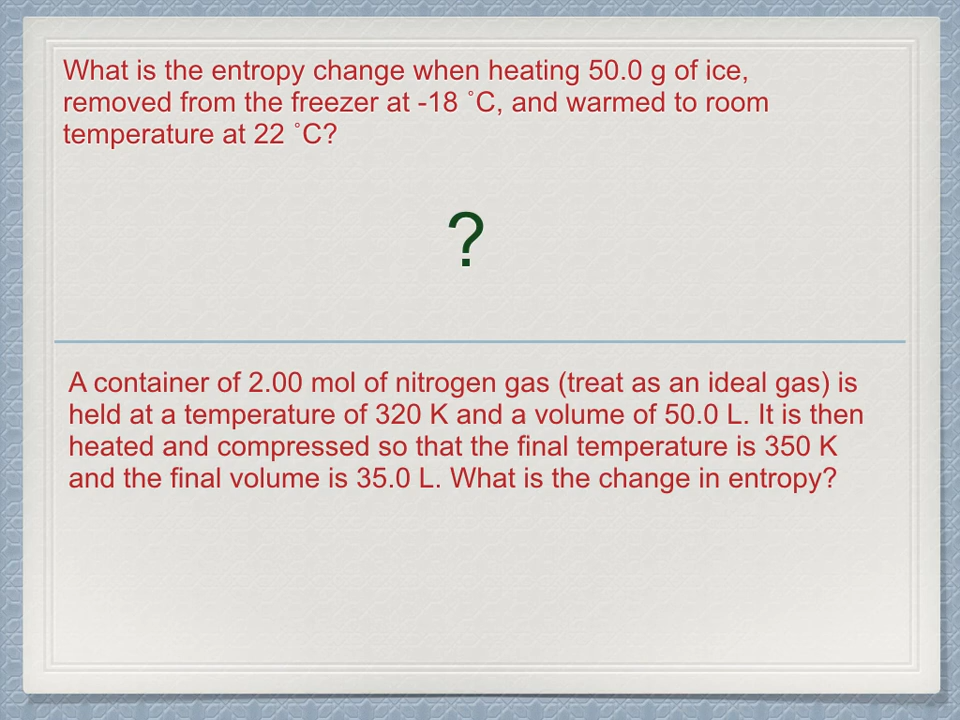 What is the entropy change when heating 50.0 g of ice,
removed from the freezer at -18 ˚C, and warmed to room
temperature at 22 ˚C?
?
A container of 2.00 mol of nitrogen gas (treat as an ideal gas) is
held at a temperature of 320 K and a volume of 50.0 L. It is then
heated and compressed so that the final temperature is 350 K
and the final volume is 35.0 L. What is the change in entropy?